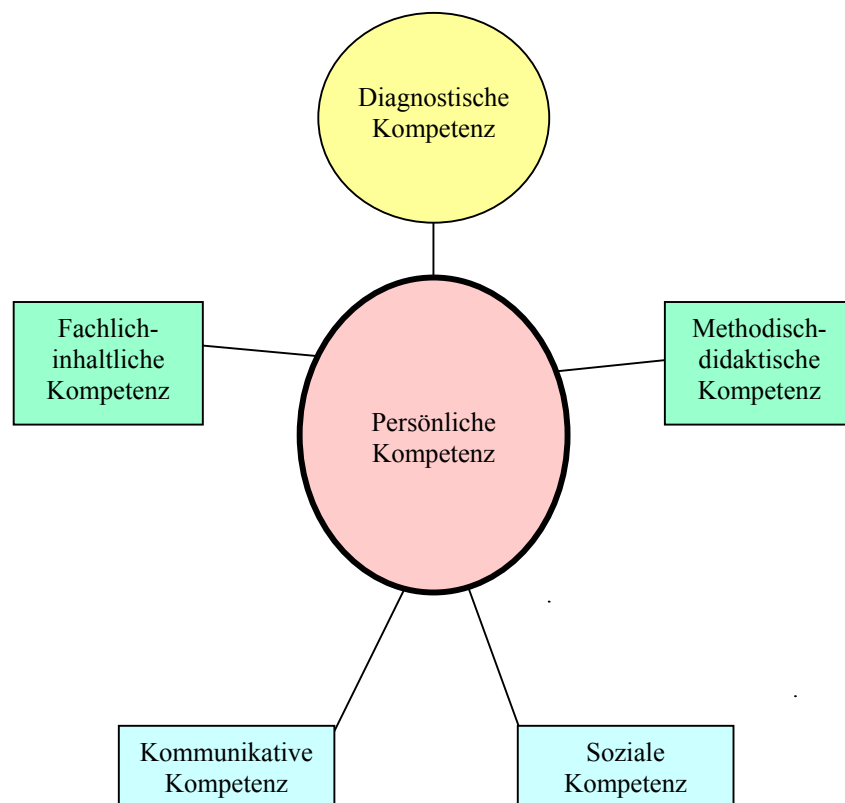 Diagnostische
Kompetenz
Fachlich-
inhaltliche
Kompetenz
Methodisch-
didaktische
Kompetenz
Persönliche
Kompetenz
Kommunikative
Kompetenz
Soziale
Kompetenz